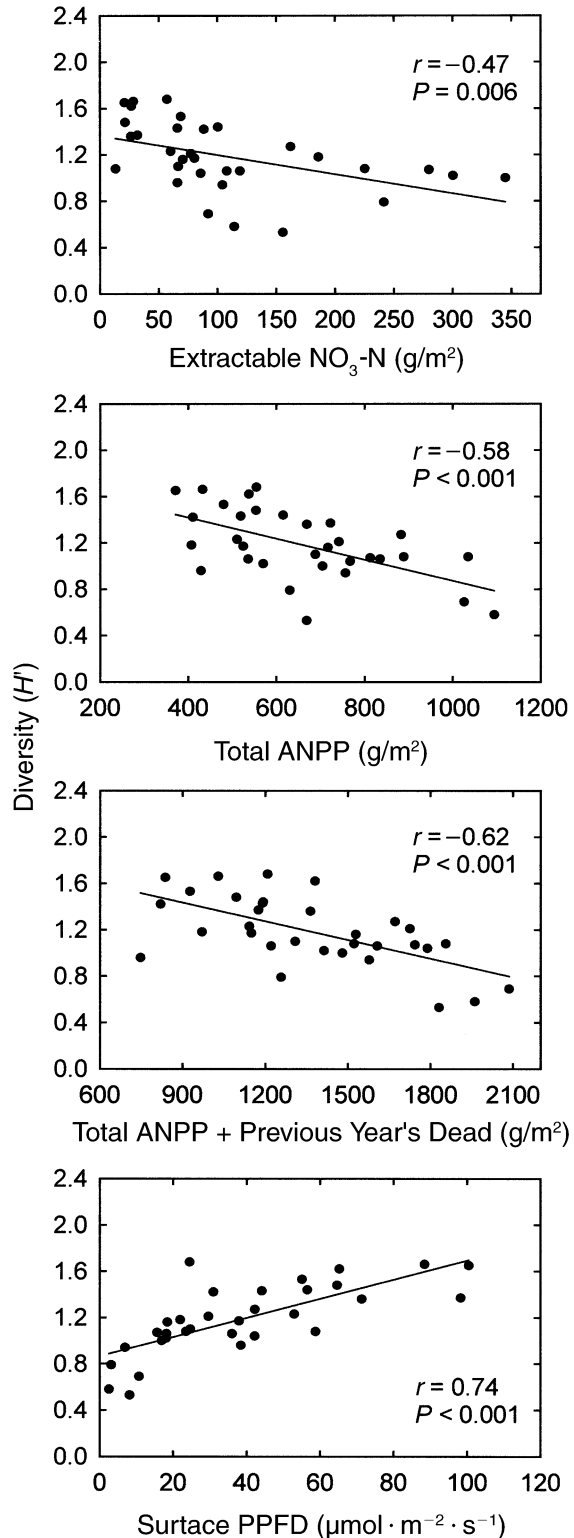 2.4
2.0
1.6
1.2
0.8
0.4
0.0
r = −0.47
P = 0.006
0 50 100 150 200 250 300 350
Extractable NO3-N (g/m²)
2.4
2.0
1.6
1.2
0.8
0.4
0.0
r = −0.58
P < 0.001
200 400 600 800 1000 1200
Total ANPP (g/m²)
Diversity (H')
2.4
2.0
1.6
1.2
0.8
0.4
0.0
r = −0.62
P < 0.001
600 900 1200 1500 1800 2100
Total ANPP + Previous Year's Dead (g/m²)
2.4
2.0
1.6
1.2
0.8
0.4
0.0
r = 0.74
P < 0.001
0 20 40 60 80 100 120
Surtace PPFD (μmol · m⁻² · s⁻¹)